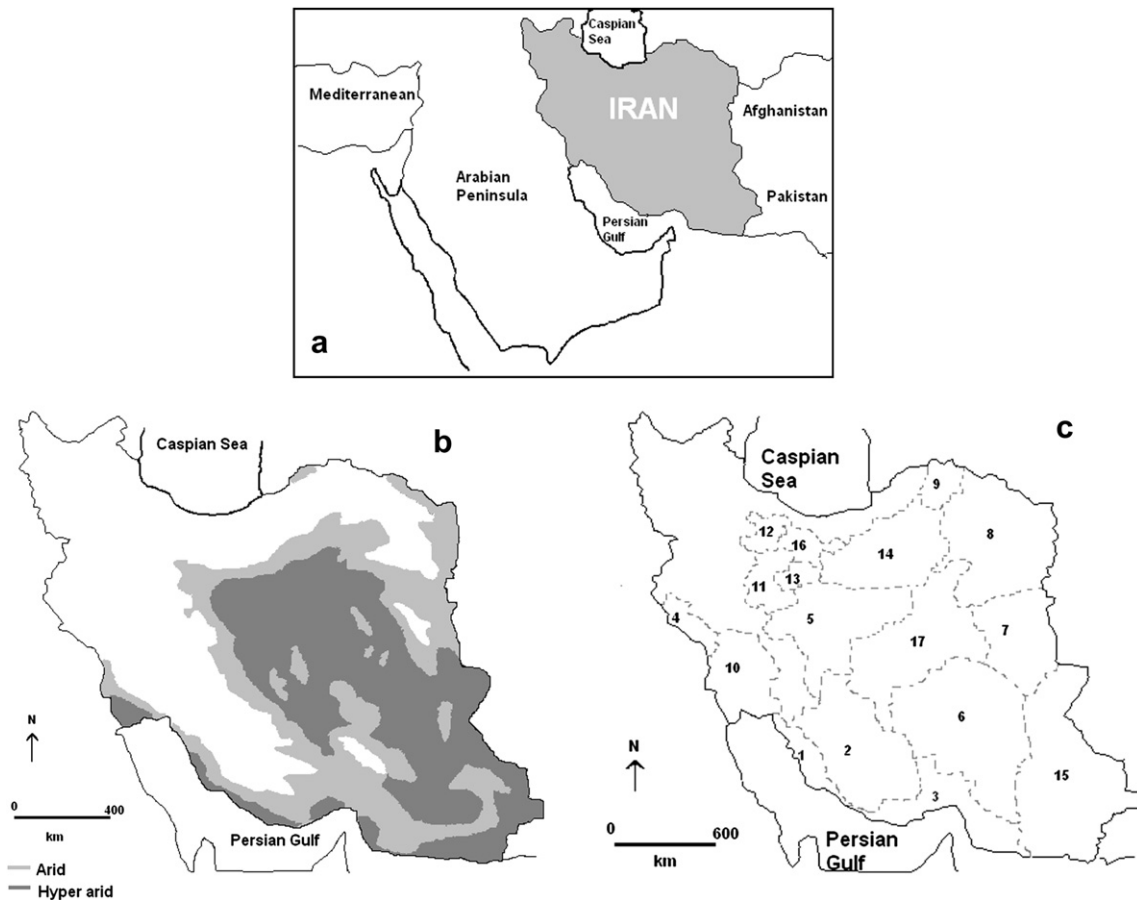 Caspian
Sea
Mediterranean
IRAN
Afghanistan
Arabian
Peninsula
Pakistan
Persian
Gulf
a
b
Caspian Sea
N
0
400
km
Persian Gulf
Arid
Hyper arid
c
Caspian
Sea
9
12
16
8
14
13
11
5
4
7
17
10
6
N
1
2
15
3
0
600
km
Persian
Gulf